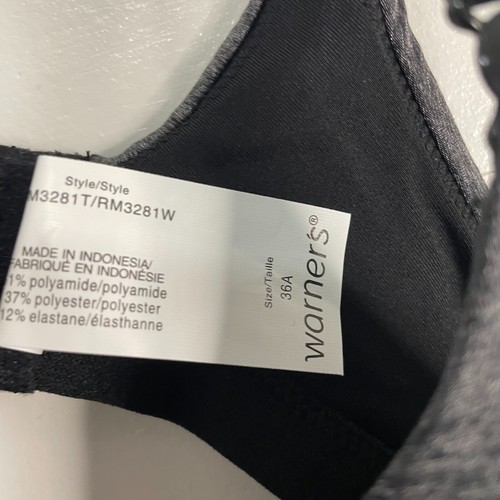 Style/Style
M3281T/RM3281W
MADE IN INDONESIA/
FABRIQUÉ EN INDONÉSIE
1% polyamide/polyamide
37% polyester/polyester
12% elastane/élasthanne
Size/Taille
36A
warners®